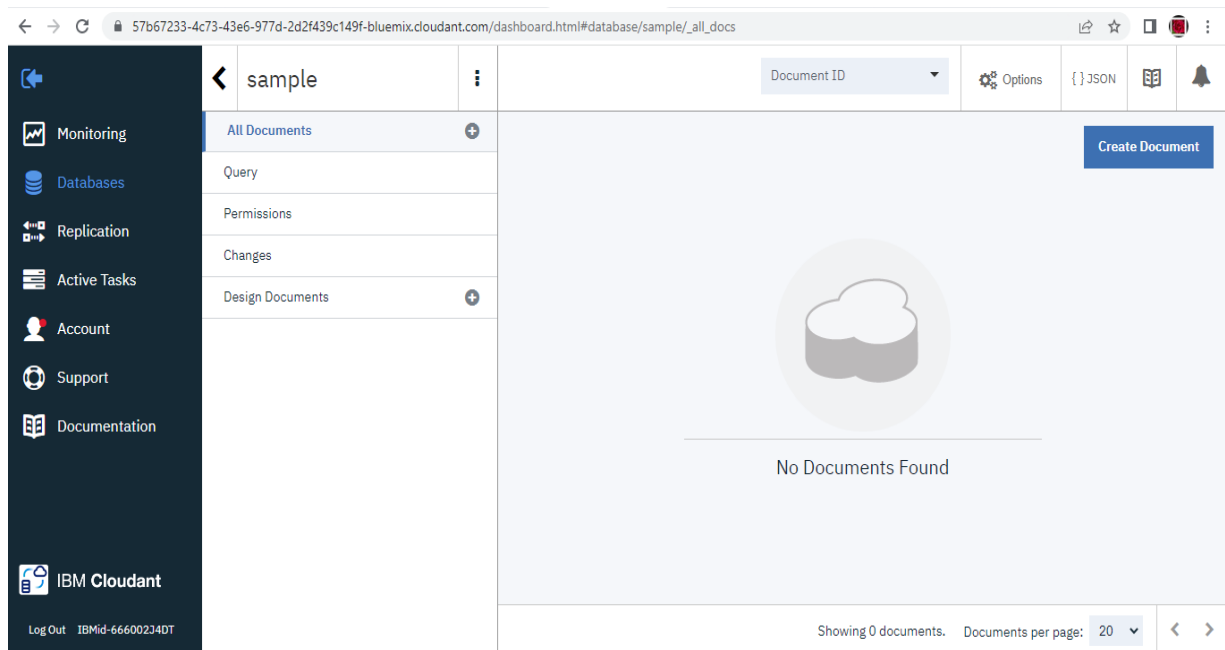 57b67233-4c73-43e6-977d-2d2f439c149f-bluemix.cloudant.com/dashboard.html#database/sample/_all_docs
sample
Document ID
Options
{ } JSON
Monitoring
Databases
Replication
Active Tasks
Account
Support
Documentation
All Documents
Query
Permissions
Changes
Design Documents
Create Document
No Documents Found
IBM Cloudant
Log Out IBMid-666002J4DT
Showing 0 documents. Documents per page: 20